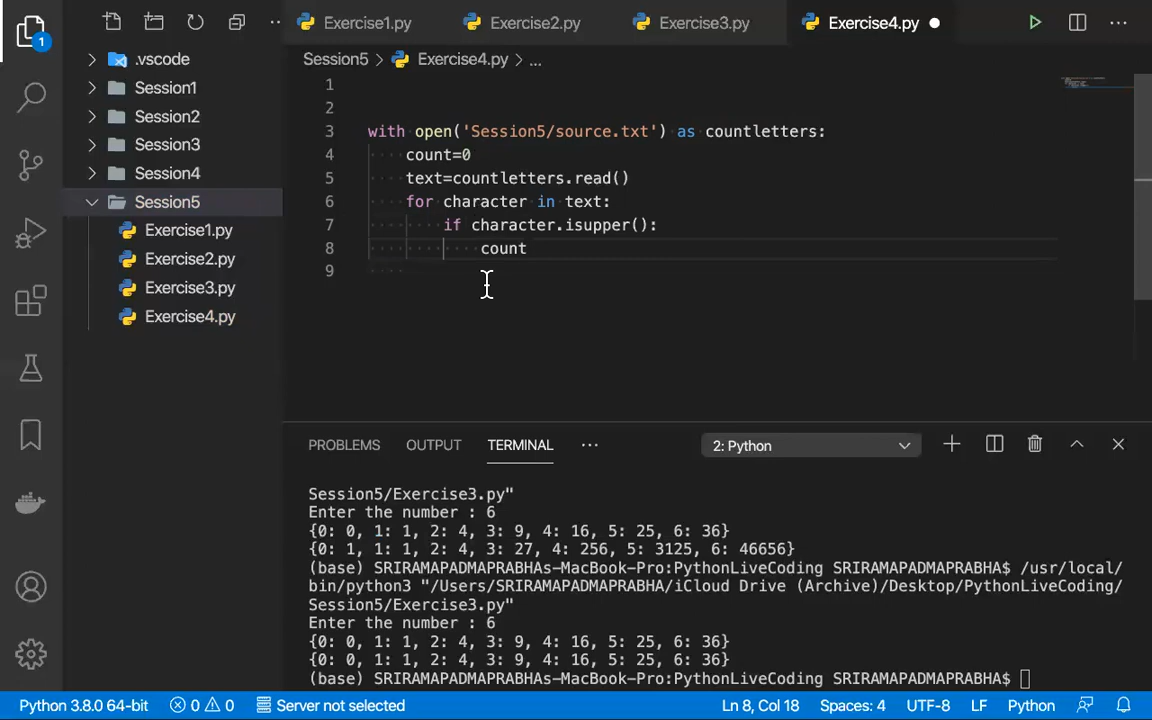 1
Exercise1.py
Exercise2.py
Exercise3.py
Exercise4.py
Session5 > Exercise4.py > ...
.vscode
Session1
Session2
Session3
Session4
Session5
Exercise1.py
Exercise2.py
Exercise3.py
Exercise4.py
1
2
3 with open('Session5/source.txt') as countletters:
4 count=0
5 text=countletters.read()
6 for character in text:
7 if character.isupper():
8 count
9
PROBLEMS OUTPUT TERMINAL ... 2: Python
Session5/Exercise3.py"
Enter the number : 6
{0: 0, 1: 1, 2: 4, 3: 9, 4: 16, 5: 25, 6: 36}
{0: 1, 1: 1, 2: 4, 3: 27, 4: 256, 5: 3125, 6: 46656}
(base) SRIRAMAPADMAPRABHAs-MacBook-Pro:PythonLiveCoding SRIRAMAPADMAPRABHA$ /usr/local/
bin/python3 "/Users/SRIRAMAPADMAPRABHA/iCloud Drive (Archive)/Desktop/PythonLiveCoding/
Session5/Exercise3.py"
Enter the number : 6
{0: 0, 1: 1, 2: 4, 3: 9, 4: 16, 5: 25, 6: 36}
{0: 0, 1: 1, 2: 4, 3: 9, 4: 16, 5: 25, 6: 36}
(base) SRIRAMAPADMAPRABHAs-MacBook-Pro:PythonLiveCoding SRIRAMAPADMAPRABHA$
Python 3.8.0 64-bit 0 0 Server not selected Ln 8, Col 18 Spaces: 4 UTF-8 LF Python